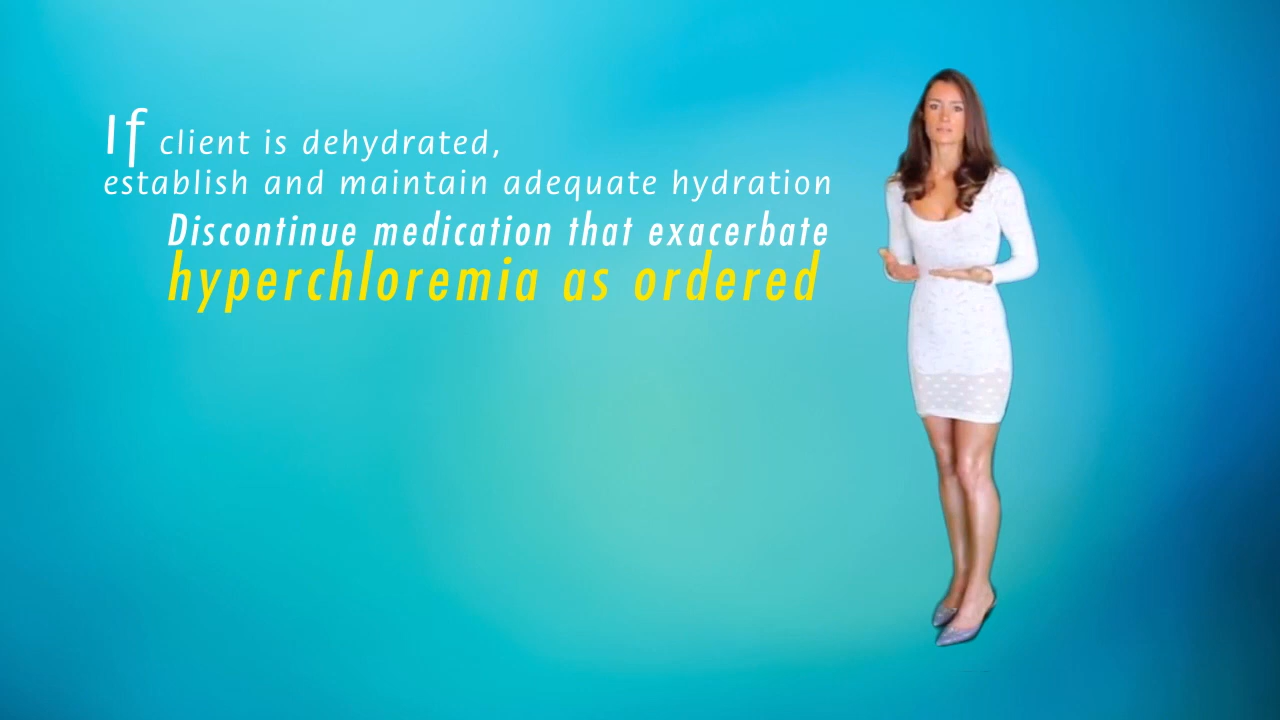 If client is dehydrated,
establish and maintain adequate hydration
Discontinue medication that exacerbate
hyperchloremia as ordered